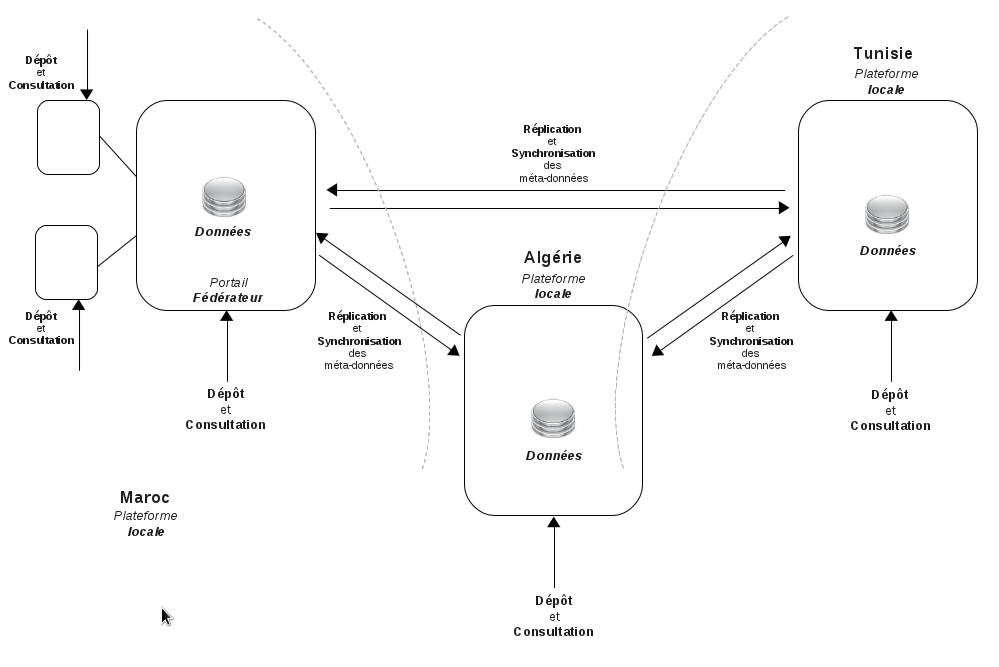 Dépôt
et
Consultation
Données
Portail
Fédérateur
Dépôt
et
Consultation
Dépôt
et
Consultation
Maroc
Plateforme
locale
Réplication
et
Synchronisation
des
méta-données
Réplication
et
Synchronisation
des
méta-données
Algérie
Plateforme
locale
Données
Dépôt
et
Consultation
Réplication
et
Synchronisation
des
méta-données
Tunisie
Plateforme
locale
Données
Dépôt
et
Consultation